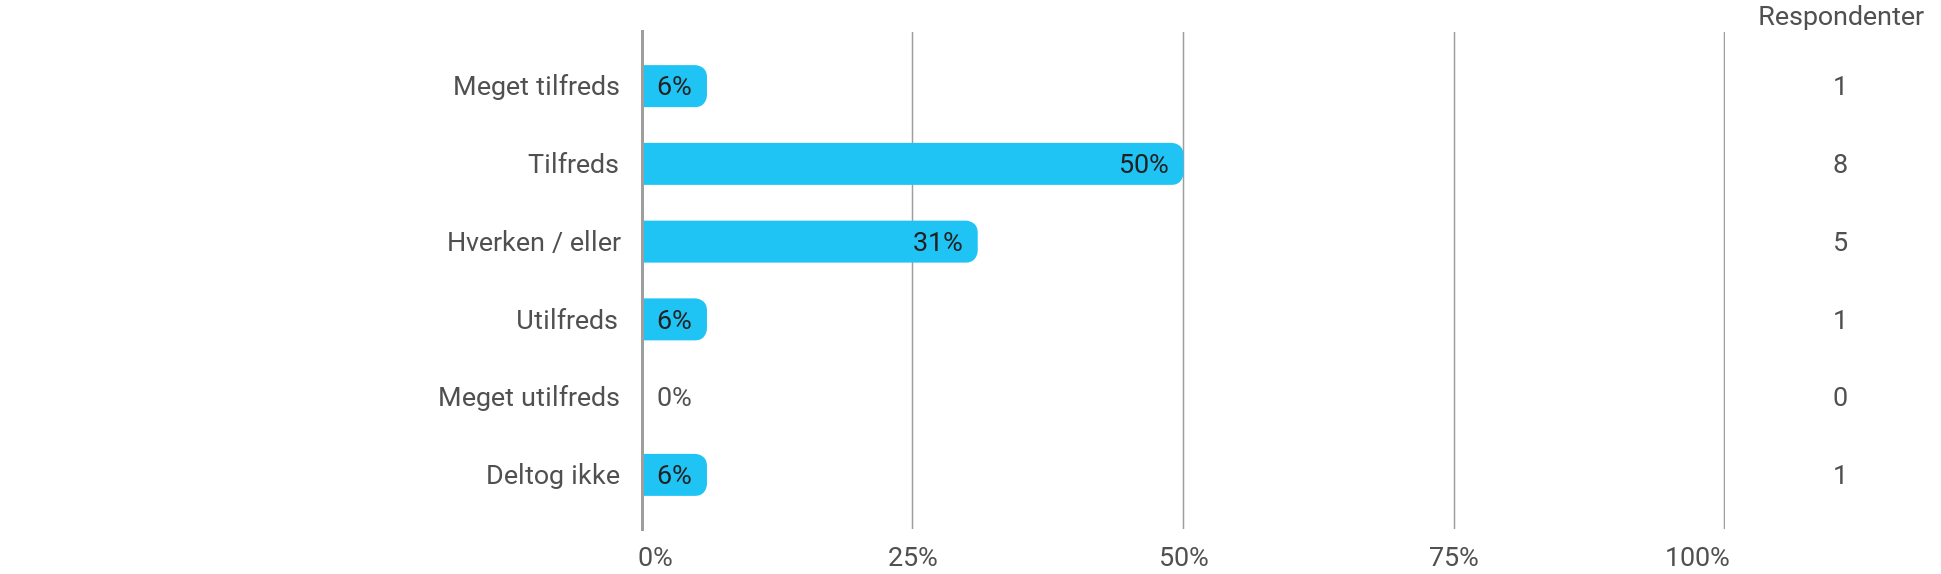 Respondenter
Meget tilfreds 6% 1
Tilfreds 50% 8
Hverken / eller 31% 5
Utilfreds 6% 1
Meget utilfreds 0% 0
Deltog ikke 6% 1
0% 25% 50% 75% 100%